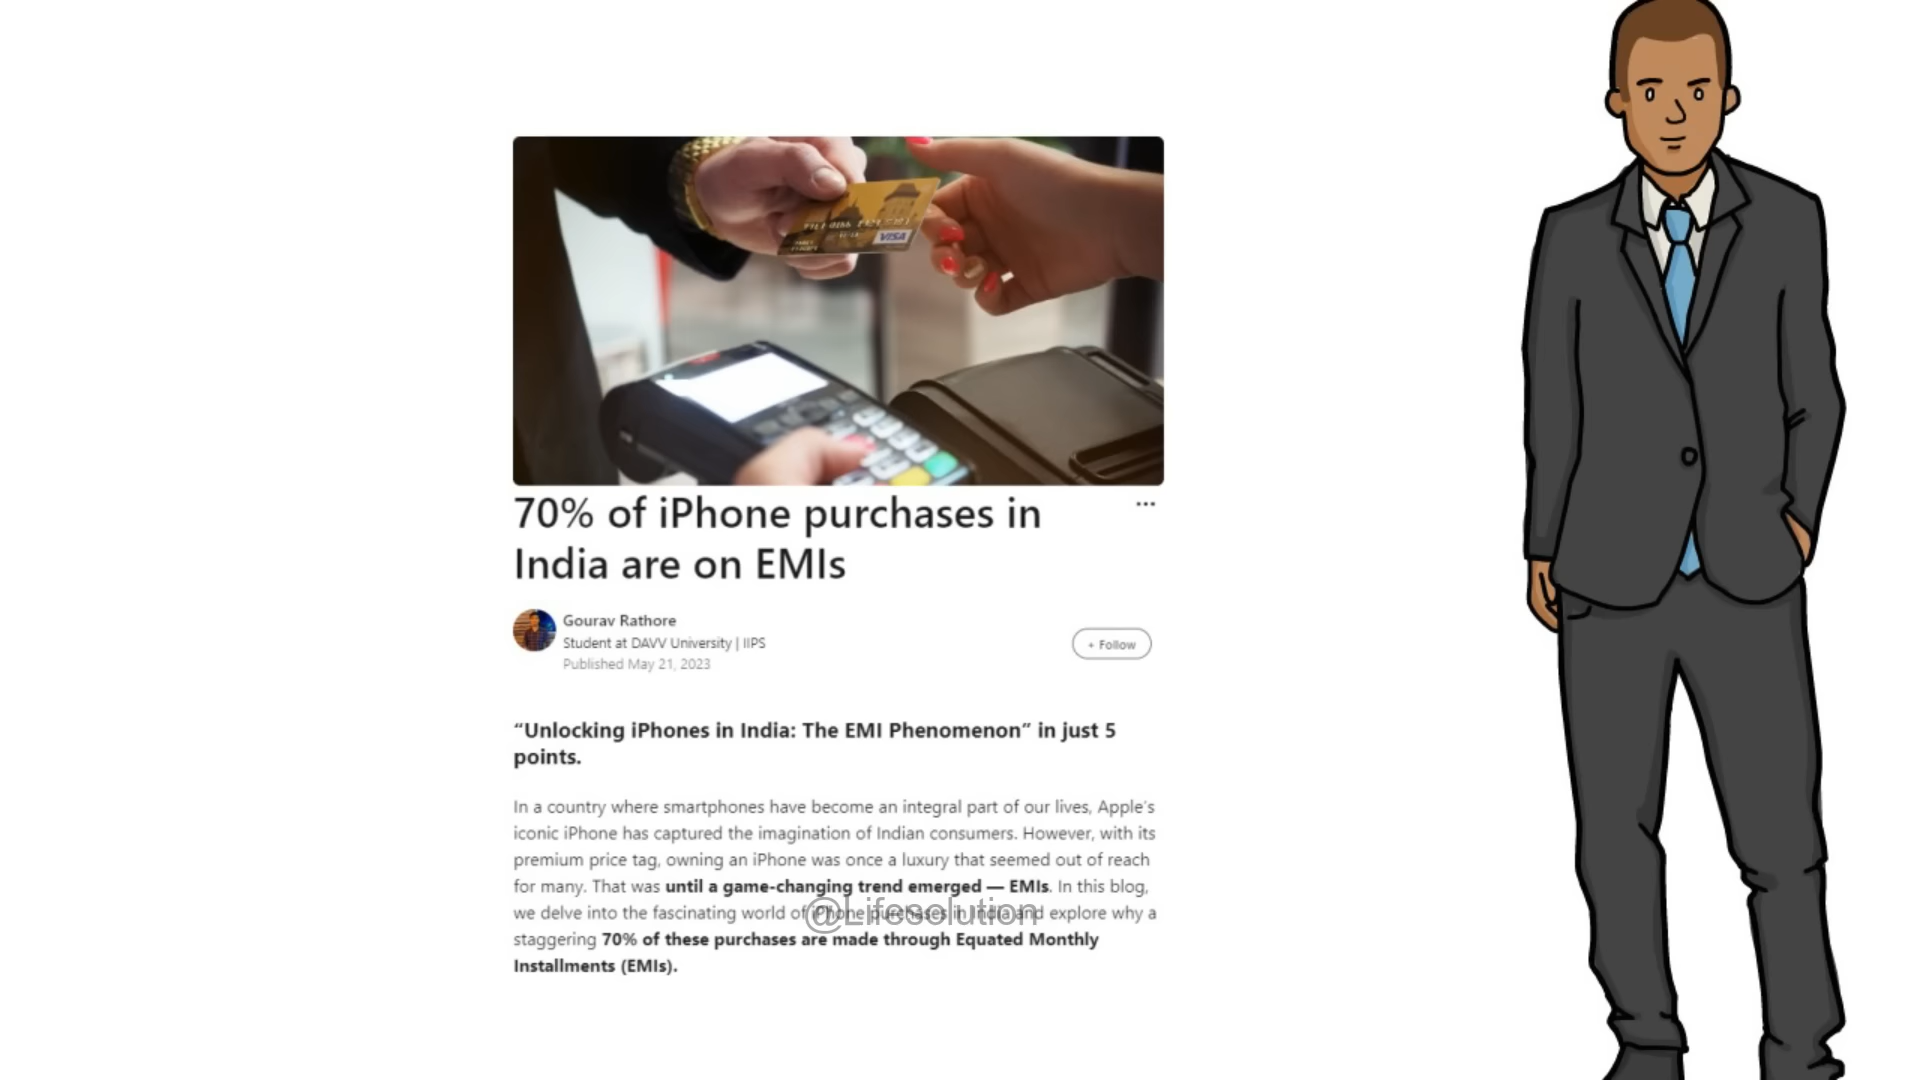 VISA
70% of iPhone purchases in
India are on EMIs
Gourav Rathore
Student at DAVV University | IIPS
Published May 21, 2023
+ Follow
“Unlocking iPhones in India: The EMI Phenomenon” in just 5
points.
In a country where smartphones have become an integral part of our lives, Apple’s
iconic iPhone has captured the imagination of Indian consumers. However, with its
premium price tag, owning an iPhone was once a luxury that seemed out of reach
for many. That was until a game-changing trend emerged — EMIs. In this blog,
we delve into the fascinating world of iPhone purchases in India and explore why a
@Lifesolution
staggering 70% of these purchases are made through Equated Monthly
Installments (EMIs).